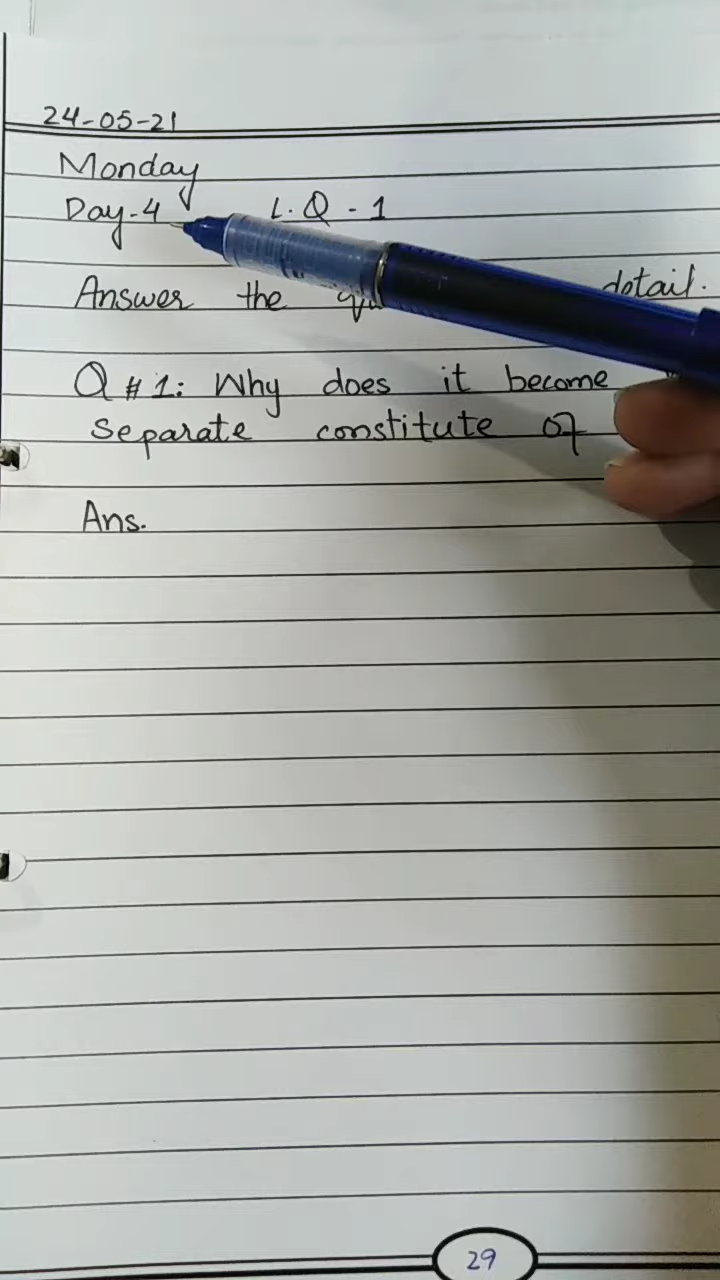 24-05-21
Monday
Day-4 L.Q - 1
Answer the detail.
Q # 1: Why does it become
separate constitute of
Ans.
29